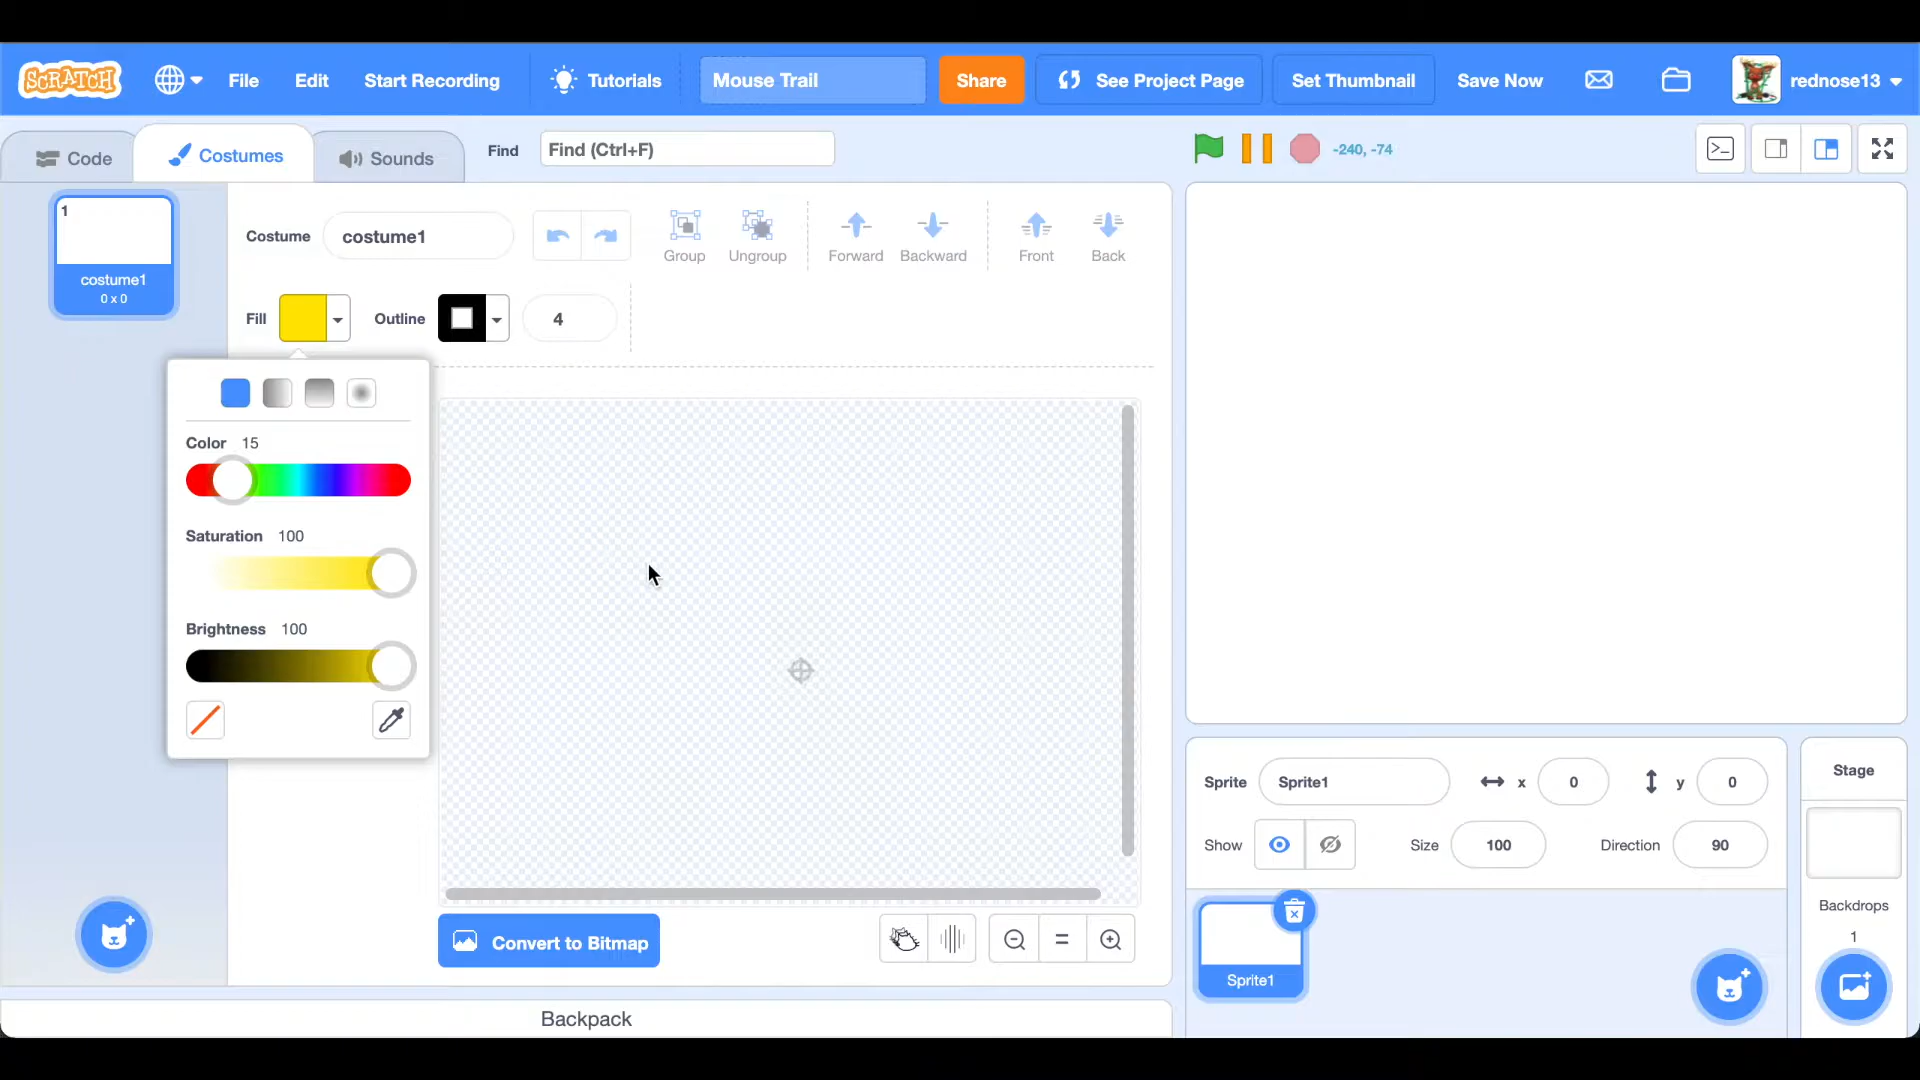 SCRATCH File Edit Start Recording Tutorials Mouse Trail Share See Project Page Set Thumbnail Save Now rednose13
Code Costumes Sounds Find Find (Ctrl+F) -240, -74
1
costume1
0 x 0
Costume costume1 Group Ungroup Forward Backward Front Back
Fill Outline 4
Color 15
Saturation 100
Brightness 100
Convert to Bitmap
Backpack
Sprite Sprite1 x 0 y 0
Show Size 100 Direction 90
Sprite1
Stage
Backdrops
1